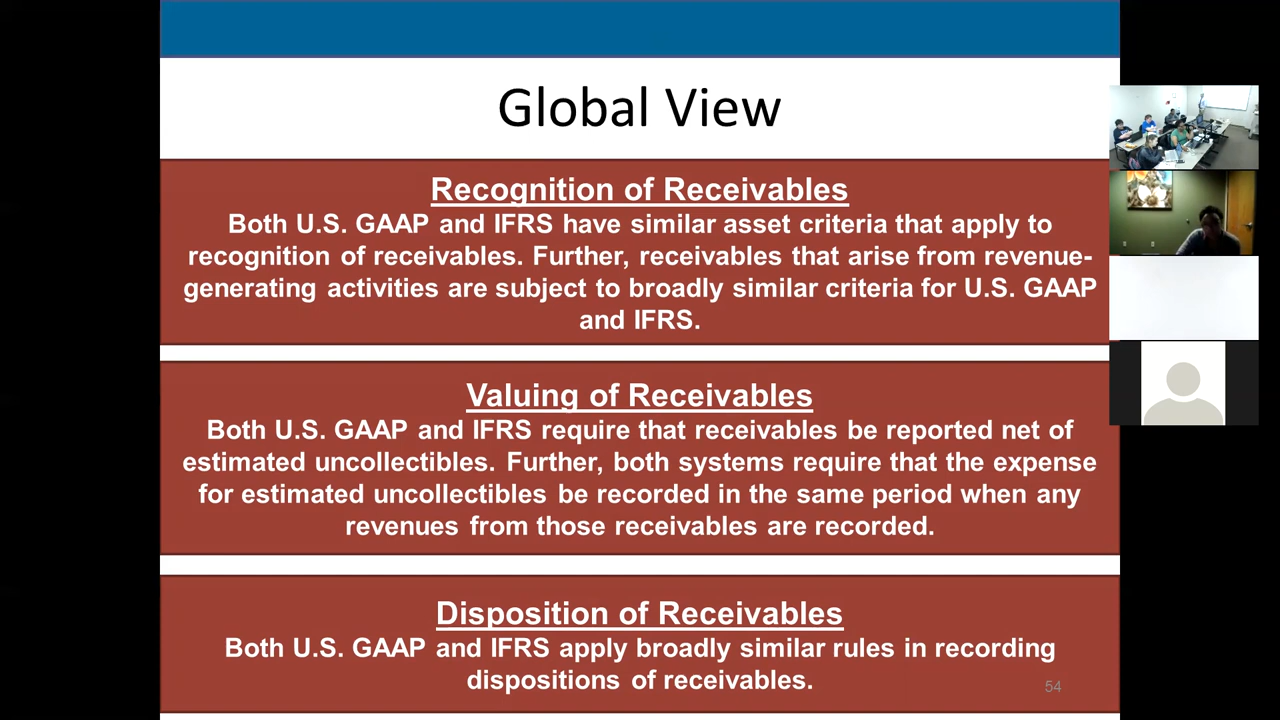 Global View
Recognition of Receivables
Both U.S. GAAP and IFRS have similar asset criteria that apply to
recognition of receivables. Further, receivables that arise from revenue-
generating activities are subject to broadly similar criteria for U.S. GAAP
and IFRS.
Valuing of Receivables
Both U.S. GAAP and IFRS require that receivables be reported net of
estimated uncollectibles. Further, both systems require that the expense
for estimated uncollectibles be recorded in the same period when any
revenues from those receivables are recorded.
Disposition of Receivables
Both U.S. GAAP and IFRS apply broadly similar rules in recording
dispositions of receivables.
54